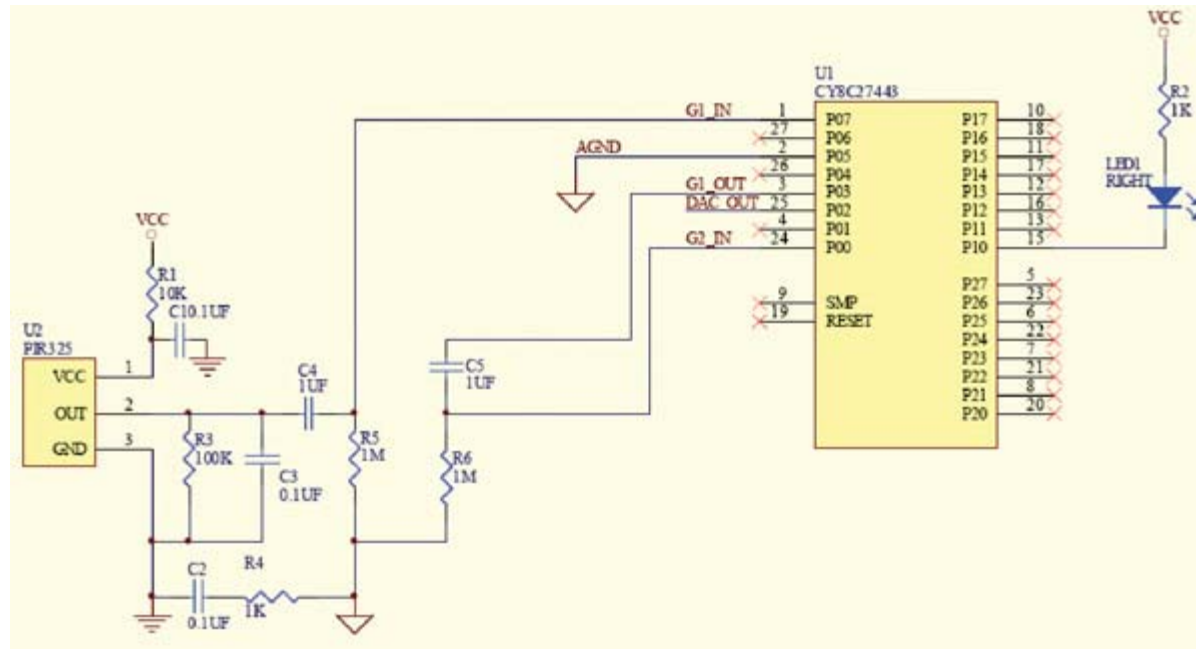 VCC
U1
CY8C27443
R2
1K
G1_IN 1 P07 P17 10
27 P06 P16 18
AGND 2 P05 P15 11
26 P04 P14 17
G1_OUT 3 P03 P13 12
DAC_OUT 25 P02 P12 16
4 P01 P11 13
G2_IN 24 P00 P10 15
LED1
RIGHT
P27 5
9 SMP P26 23
19 RESET P25 6
P24 22
P23 7
P22 21
P21 8
P20 20
VCC
R1
10K
C1 0.1UF
U2
PIR325
VCC 1
OUT 2
GND 3
C4
1UF
C5
1UF
R3
100K
C3
0.1UF
R5
1M
R6
1M
C2
0.1UF
R4
1K